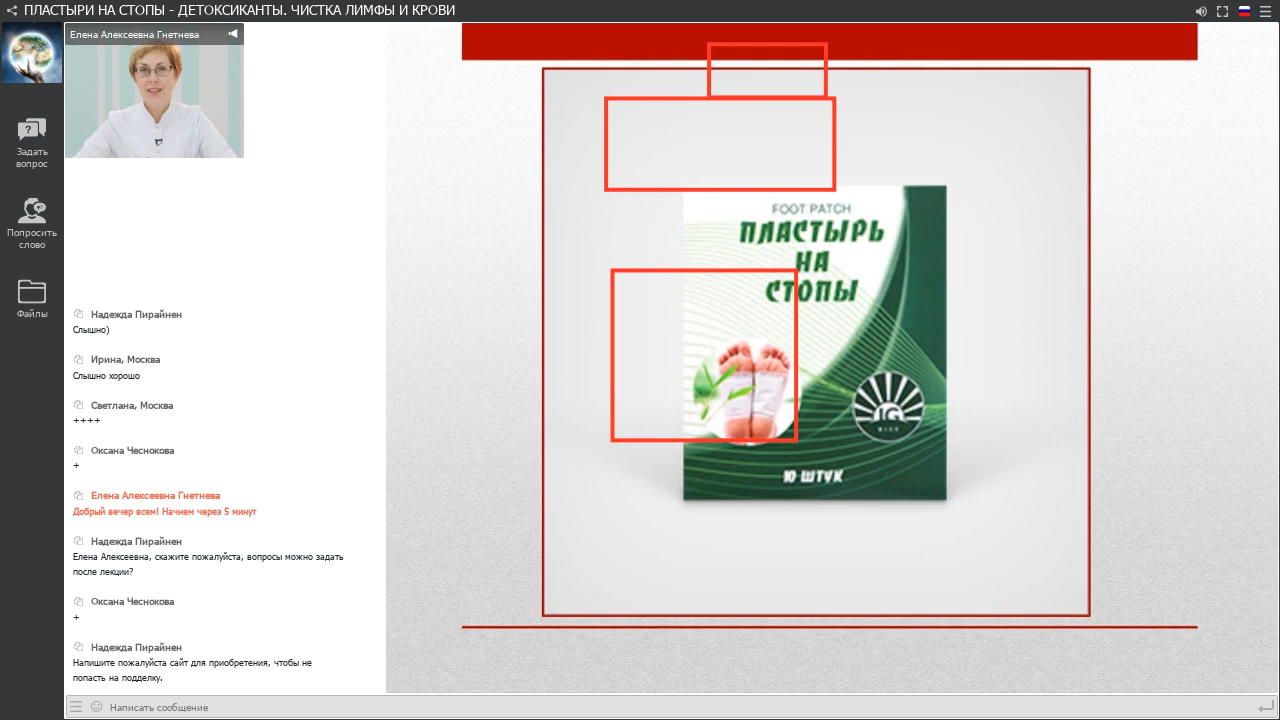 ПЛАСТЫРИ НА СТОПЫ - ДЕТОКСИКАНТЫ. ЧИСТКА ЛИМФЫ И КРОВИ
Елена Алексеевна Гнетнева
Задать
вопрос
Попросить
слово
Файлы
Надежда Пирайнен
Слышно)
Ирина, Москва
Слышно хорошо
Светлана, Москва
++++
Оксана Чеснокова
+
Елена Алексеевна Гнетнева
Добрый вечер всем! Начнем через 5 минут
Надежда Пирайнен
Елена Алексеевна, скажите пожалуйста, вопросы можно задать
после лекции?
Оксана Чеснокова
+
Надежда Пирайнен
Напишите пожалуйста сайт для приобретения, чтобы не
попасть на подделку.
Написать сообщение
FOOT PATCH
ПЛАСТЫРЬ
НА
СТОПЫ
10 ШТУК